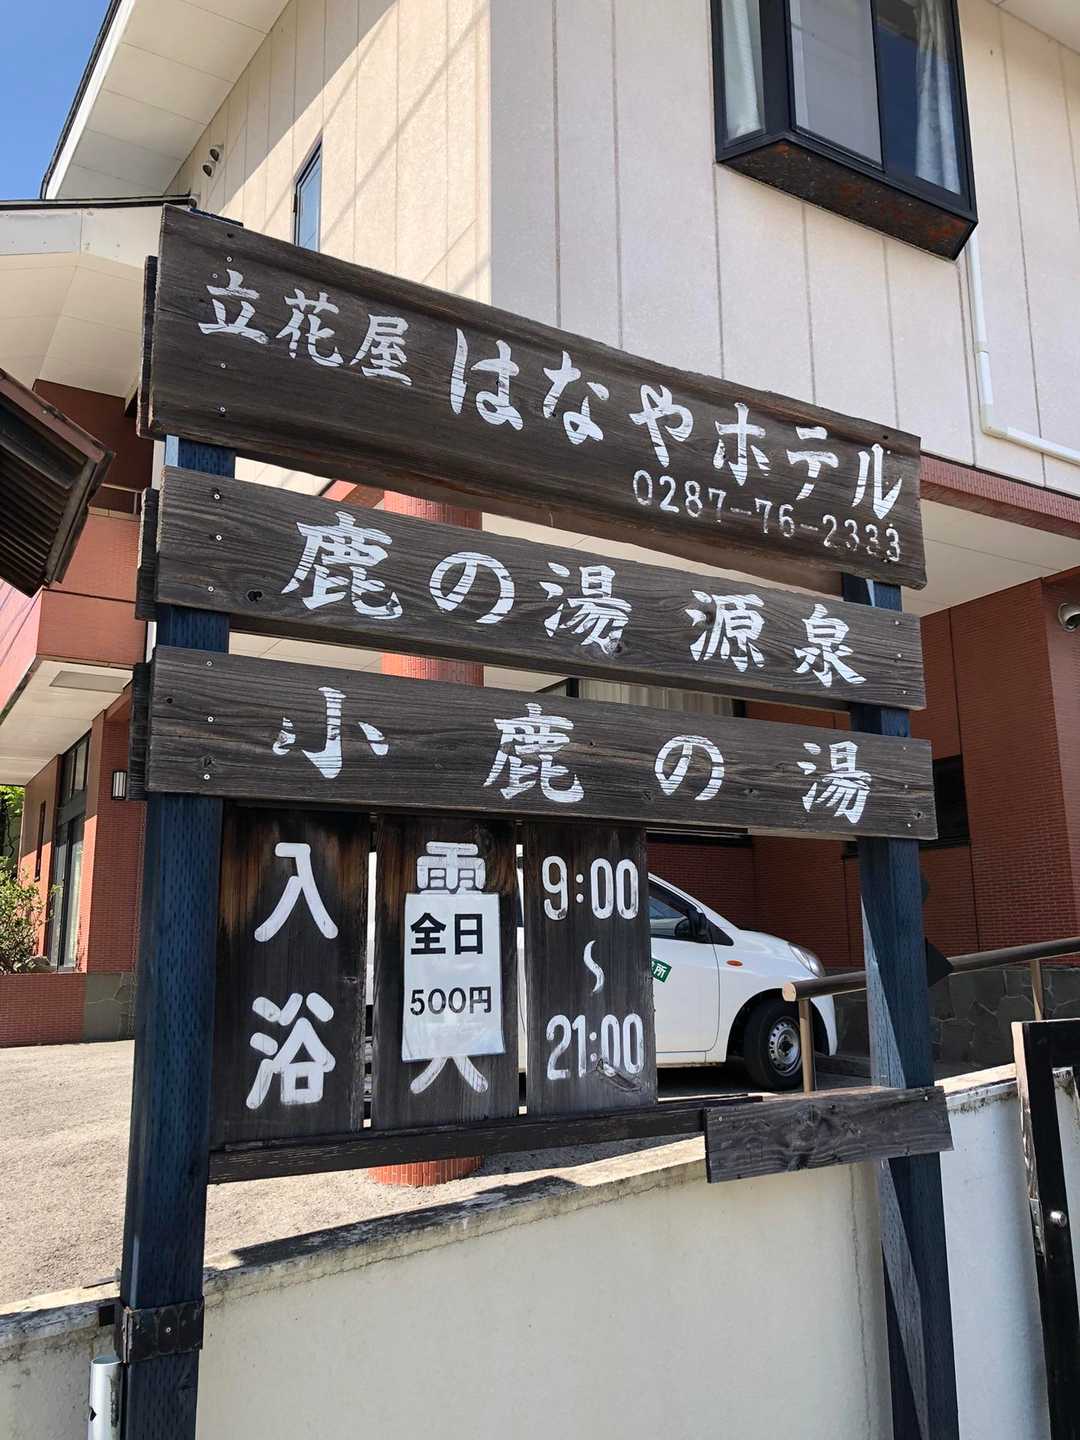 立花屋 はなやホテル
0287-76-2333
鹿の湯 源泉
小鹿の湯
入浴
全日
500円
9:00
〜
21:00
所